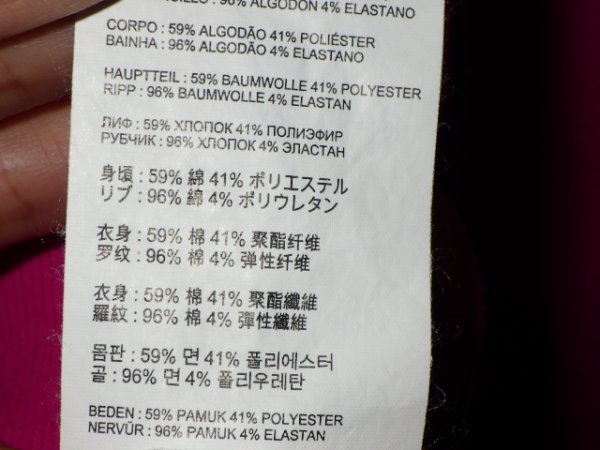 96% ALGODÓN 4% ELASTANO
CORPO : 59% ALGODÃO 41% POLIÉSTER
BAINHA : 96% ALGODÃO 4% ELASTANO
HAUPTTEIL : 59% BAUMWOLLE 41% POLYESTER
RIPP : 96% BAUMWOLLE 4% ELASTAN
ЛИФ : 59% ХЛОПОК 41% ПОЛИЭФИР
РУБЧИК : 96% ХЛОПОК 4% ЭЛАСТАН
身頃 : 59% 綿 41% ポリエステル
リブ : 96% 綿 4% ポリウレタン
衣身 : 59% 棉 41% 聚酯纤维
罗纹 : 96% 棉 4% 弹性纤维
衣身 : 59% 棉 41% 聚酯纖維
羅紋 : 96% 棉 4% 彈性纖維
몸판 : 59% 면 41% 폴리에스터
골 : 96% 면 4% 폴리우레탄
BEDEN : 59% PAMUK 41% POLYESTER
NERVÜR : 96% PAMUK 4% ELASTAN